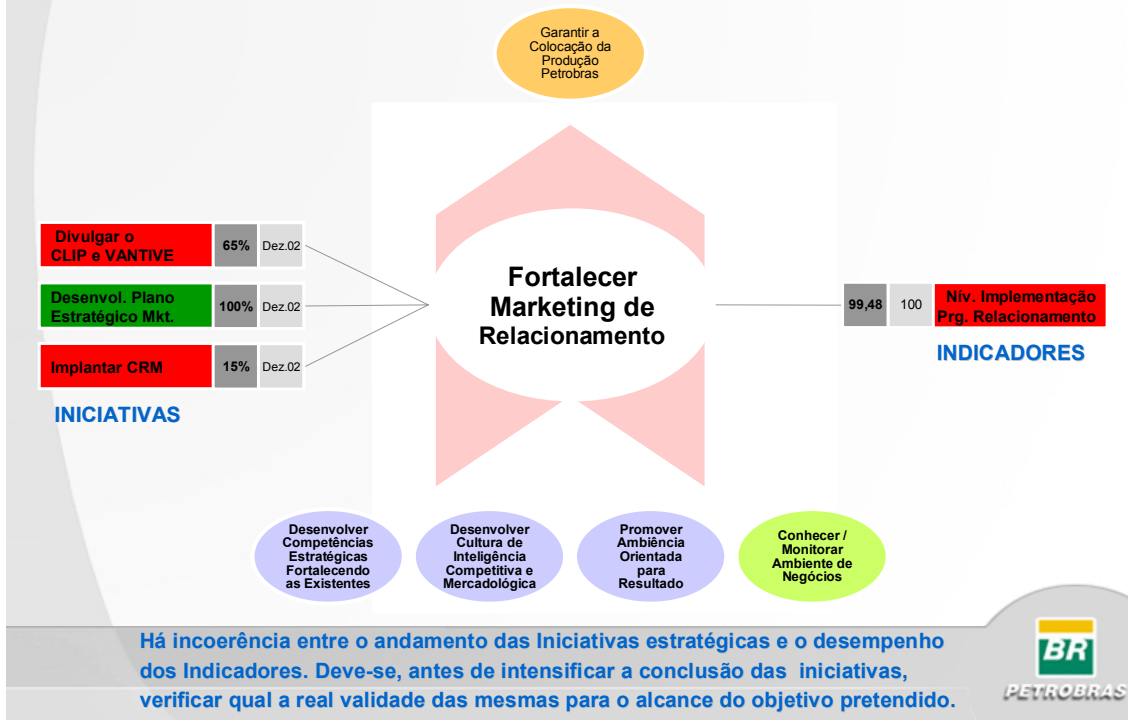 Garantir a
Colocação da
Produção
Petrobras
Divulgar o
CLIP e VANTIVE
65%
Dez.02
Desenvol. Plano
Estratégico Mkt.
100%
Dez.02
Implantar CRM
15%
Dez.02
INICIATIVAS
Fortalecer
Marketing de
Relacionamento
99,48
100
Nív. Implementação
Prg. Relacionamento
INDICADORES
Desenvolver
Competências
Estratégicas
Fortalecendo
as Existentes
Desenvolver
Cultura de
Inteligência
Competitiva e
Mercadológica
Promover
Ambiência
Orientada
para
Resultado
Conhecer /
Monitorar
Ambiente de
Negócios
Há incoerência entre o andamento das Iniciativas estratégicas e o desempenho
dos Indicadores. Deve-se, antes de intensificar a conclusão das iniciativas,
verificar qual a real validade das mesmas para o alcance do objetivo pretendido.
BR
PETROBRAS